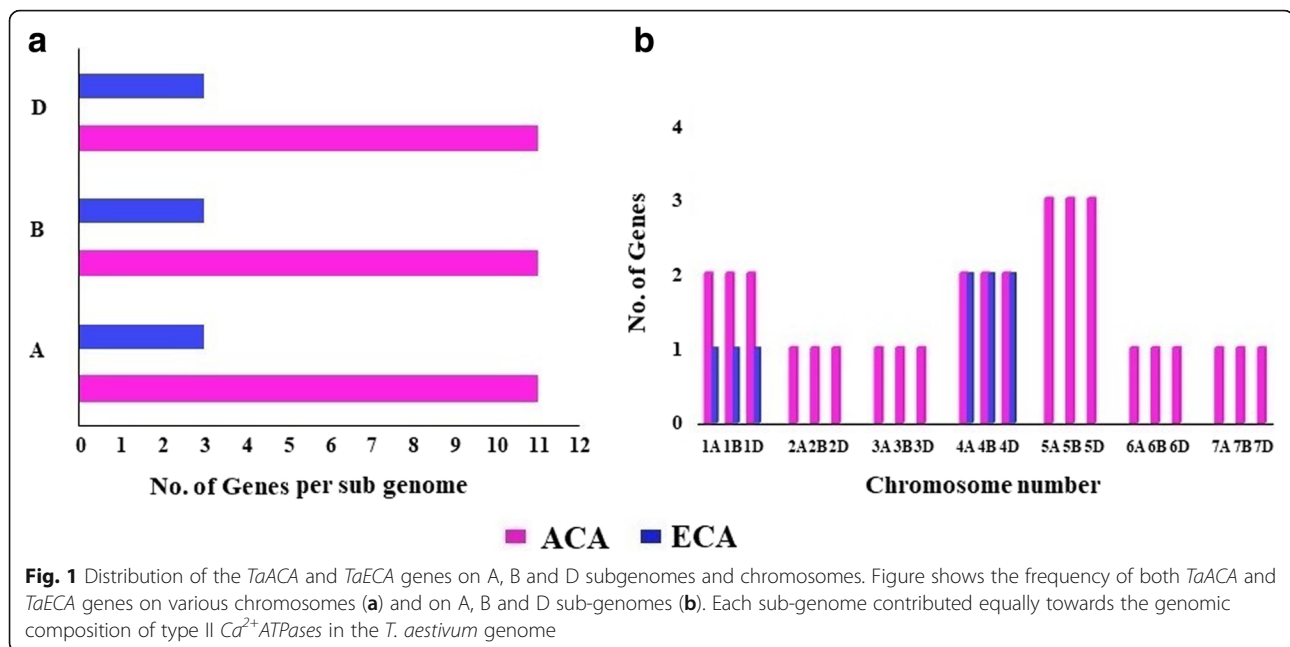 a
D
B
A
0 1 2 3 4 5 6 7 8 9 10 11 12
No. of Genes per sub genome
b
No. of Genes
4
3
2
1
0
1A 1B 1D 2A 2B 2D 3A 3B 3D 4A 4B 4D 5A 5B 5D 6A 6B 6D 7A 7B 7D
Chromosome number
ACA ECA
Fig. 1 Distribution of the TaACA and TaECA genes on A, B and D subgenomes and chromosomes. Figure shows the frequency of both TaACA and
TaECA genes on various chromosomes (a) and on A, B and D sub-genomes (b). Each sub-genome contributed equally towards the genomic
composition of type II Ca²⁺ATPases in the T. aestivum genome